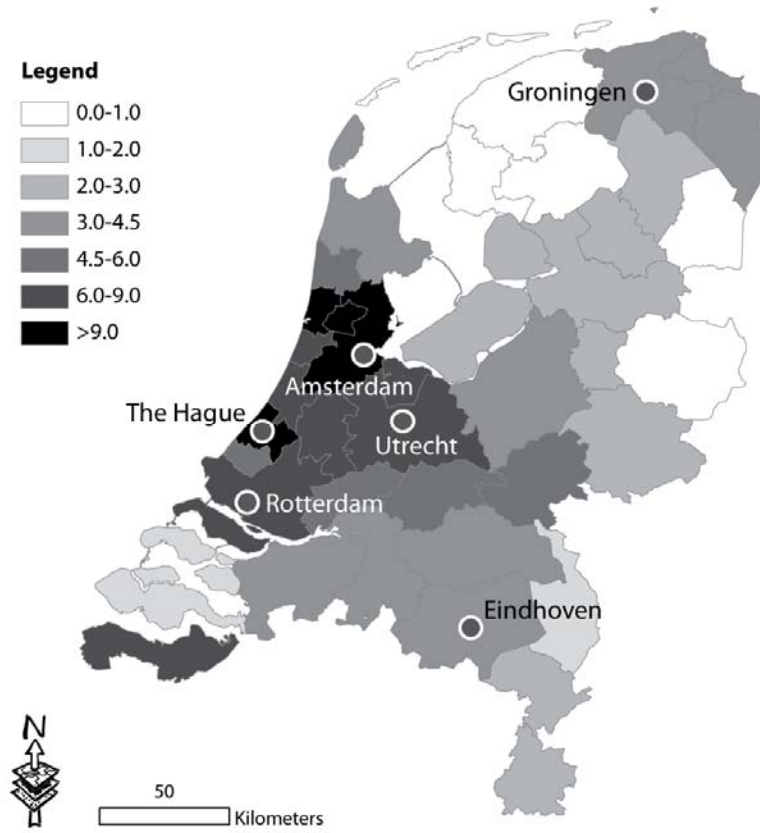 Legend
0.0-1.0
1.0-2.0
2.0-3.0
3.0-4.5
4.5-6.0
6.0-9.0
>9.0
Groningen
Amsterdam
The Hague
Utrecht
Rotterdam
Eindhoven
N
50
Kilometers